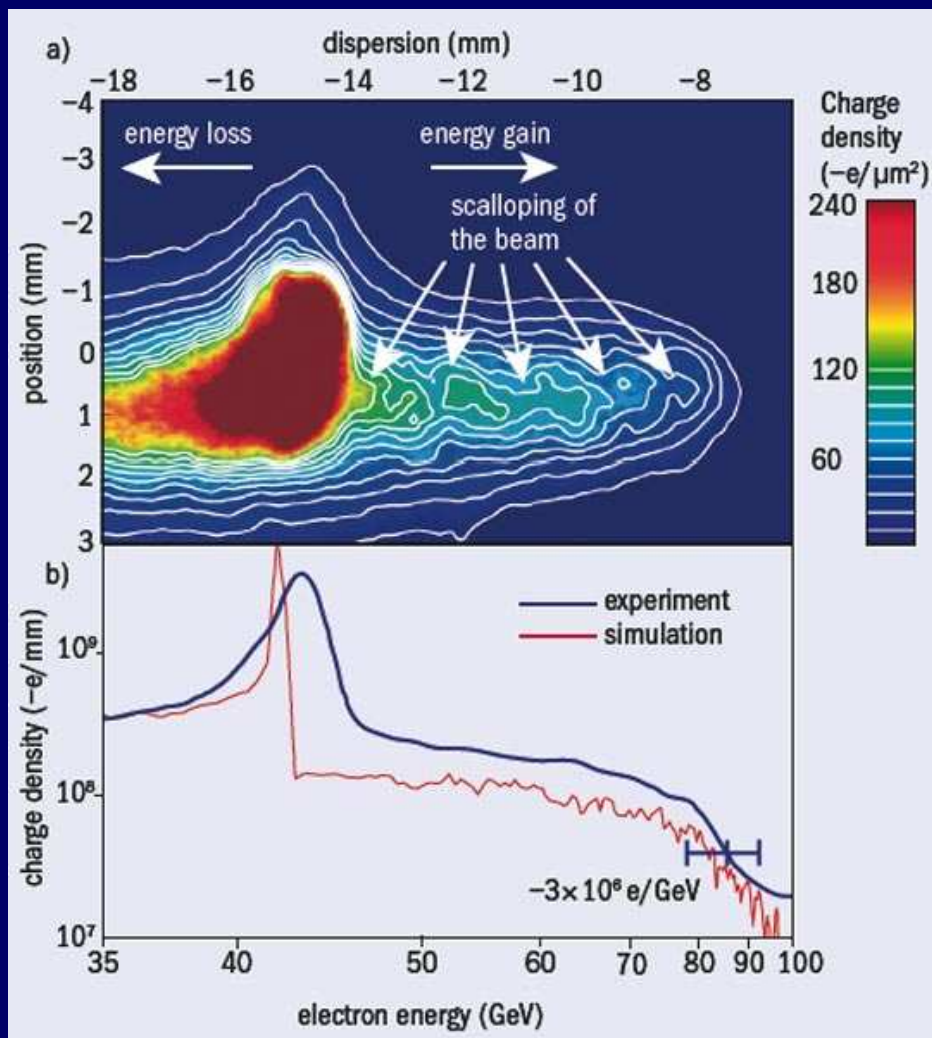 a)
dispersion (mm)
−18 −16 −14 −12 −10 −8
−4
−3
−2
−1
0
1
2
3
position (mm)
energy loss
energy gain
scalloping of
the beam
Charge
density
(−e/μm²)
240
180
120
60
b)
experiment
simulation
10⁹
10⁸
10⁷
charge density (−e/mm)
−3×10⁶ e/GeV
35 40 50 60 70 80 90 100
electron energy (GeV)